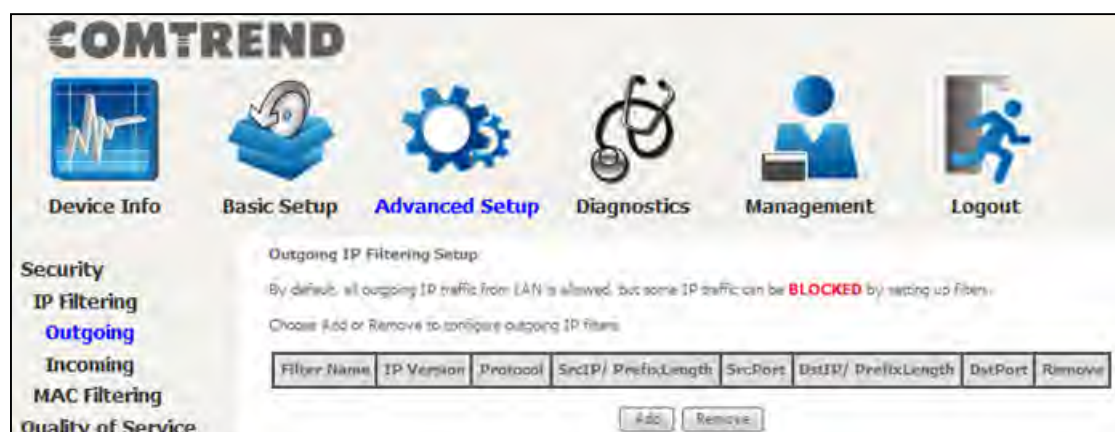 COMTREND
Device Info Basic Setup Advanced Setup Diagnostics Management Logout
Security
IP Filtering
Outgoing
Incoming
MAC Filtering
Quality of Service
Outgoing IP Filtering Setup
By default, all outgoing IP traffic from LAN is allowed, but some IP traffic can be BLOCKED by setting up filters.
Choose Add or Remove to configure outgoing IP filters.
Filter Name IP Version Protocol SrcIP/ PrefixLength SrcPort DstIP/ PrefixLength DstPort Remove
Add Remove